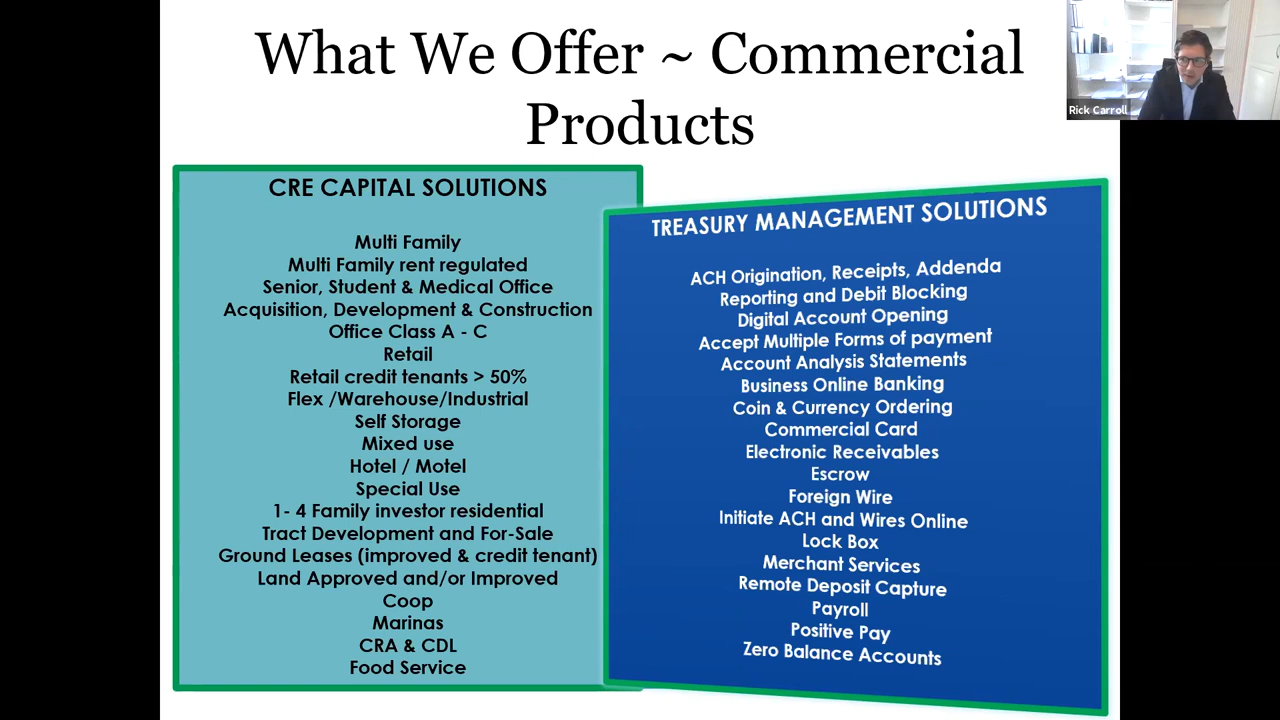 What We Offer ~ Commercial
Products
Rick Carroll
CRE CAPITAL SOLUTIONS
Multi Family
Multi Family rent regulated
Senior, Student & Medical Office
Acquisition, Development & Construction
Office Class A - C
Retail
Retail credit tenants > 50%
Flex /Warehouse/Industrial
Self Storage
Mixed use
Hotel / Motel
Special Use
1- 4 Family investor residential
Tract Development and For-Sale
Ground Leases (improved & credit tenant)
Land Approved and/or Improved
Coop
Marinas
CRA & CDL
Food Service
TREASURY MANAGEMENT SOLUTIONS
ACH Origination, Receipts, Addenda
Reporting and Debit Blocking
Digital Account Opening
Accept Multiple Forms of payment
Account Analysis Statements
Business Online Banking
Coin & Currency Ordering
Commercial Card
Electronic Receivables
Escrow
Foreign Wire
Initiate ACH and Wires Online
Lock Box
Merchant Services
Remote Deposit Capture
Payroll
Positive Pay
Zero Balance Accounts